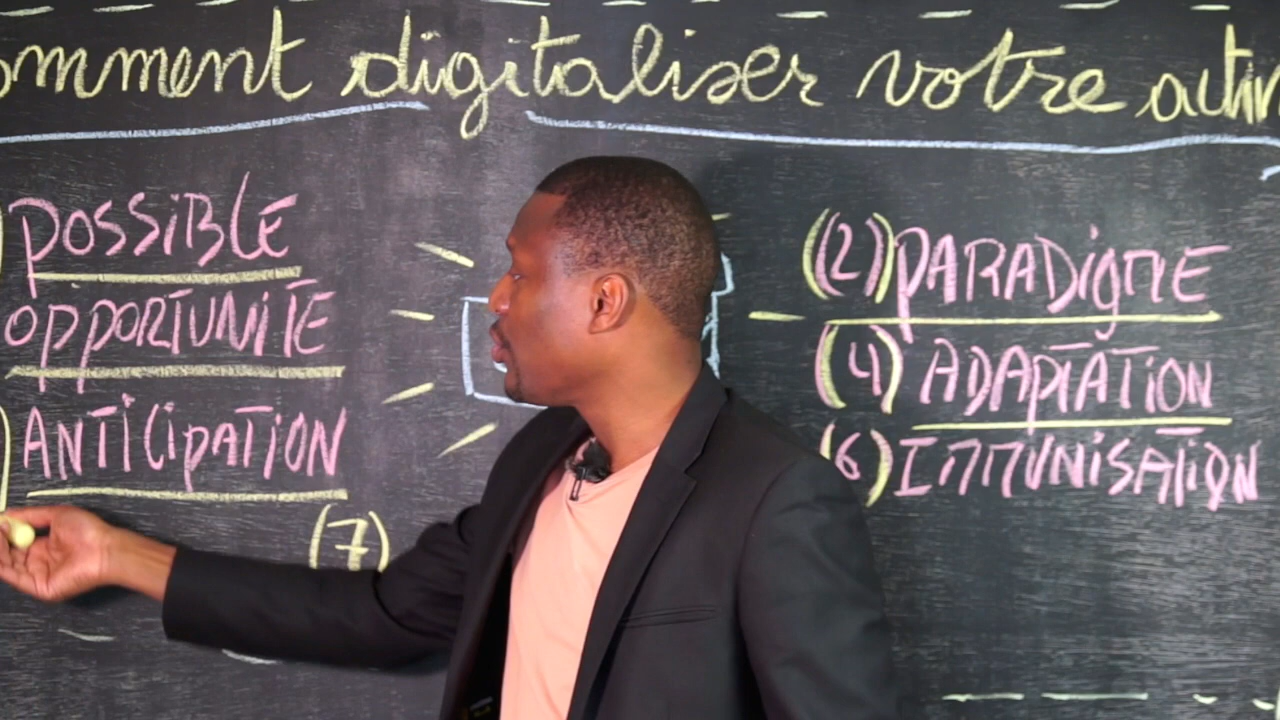 omment digitaliser votre activ
POSSIBLE
OPPORTUNITE
ANTICIPATION
(7)
(2) PARADIGME
(4) ADAPTATION
(6) IMMUNISATION